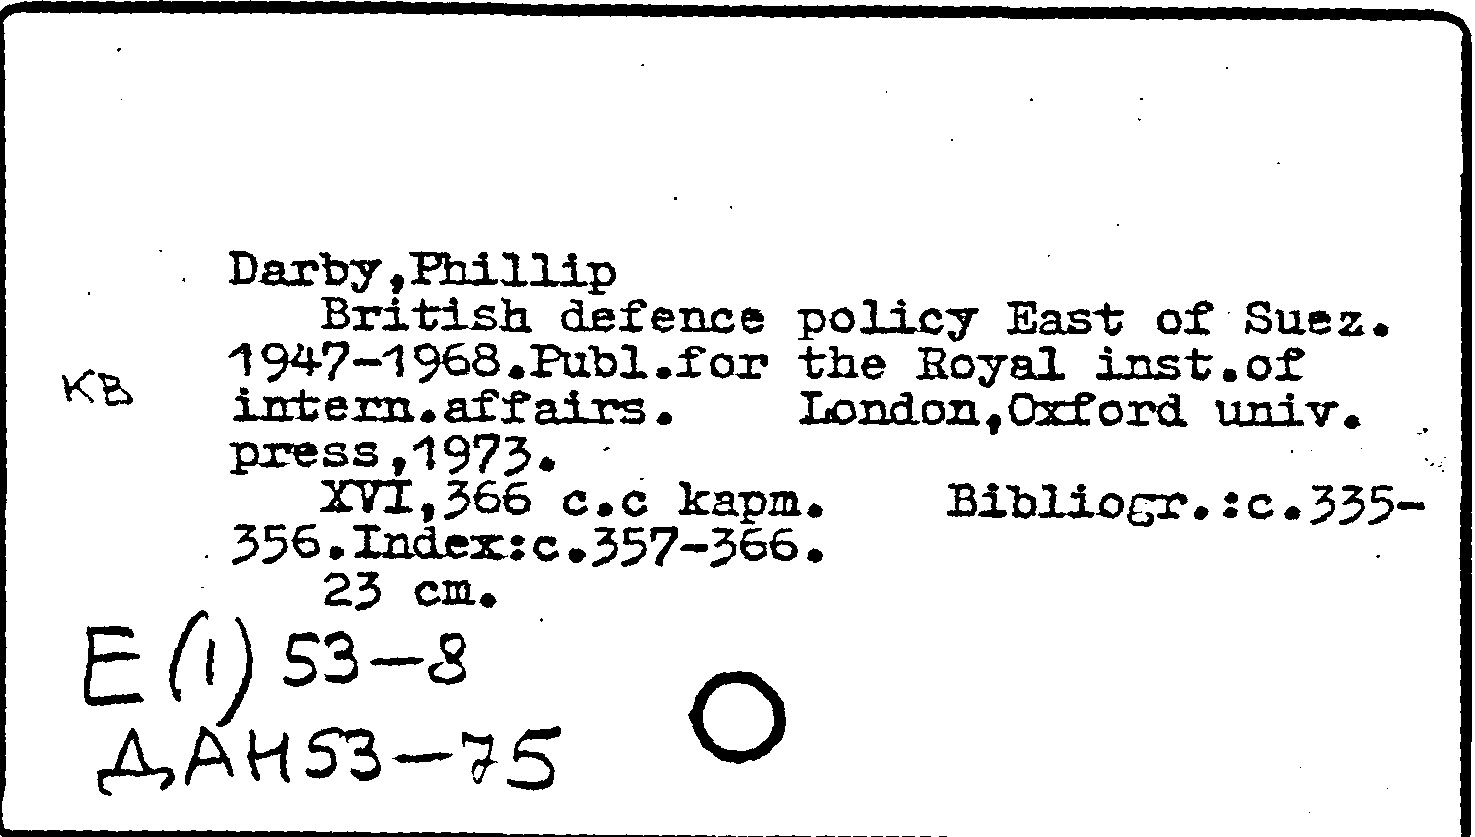 Darby,Phillip
British defence policy East of Suez.
1947-1968.Publ.for the Royal inst.of
KB intern.affairs. London,Oxford univ.
press,1973.
XVI,366 c.c карт. Bibliogr.:c.335-
356.Index:c.357-366.
23 cm.
E(1) 53-8
ДАН53-75